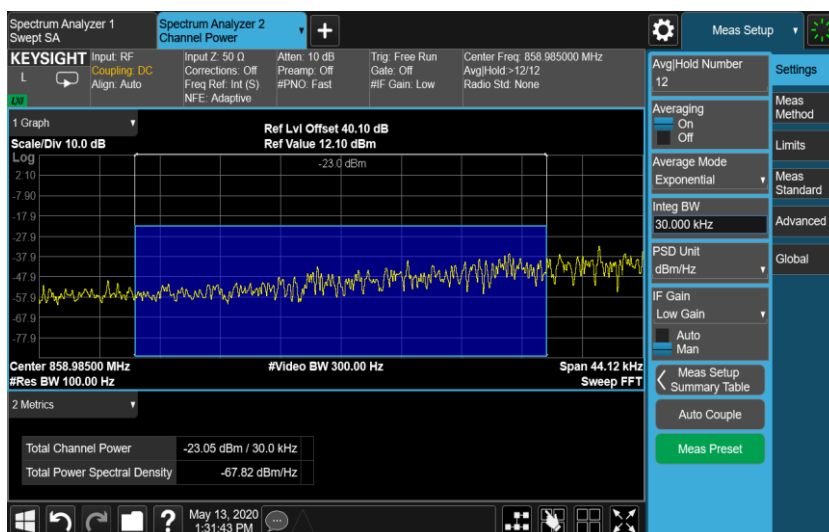 Spectrum Analyzer 1
Swept SA
Spectrum Analyzer 2
Channel Power
Meas Setup
KEYSIGHT
L
LXI
Input: RF
Coupling: DC
Align: Auto
Input Z: 50 Ω
Corrections: Off
Freq Ref: Int (S)
NFE: Adaptive
Atten: 10 dB
Preamp: Off
#PNO: Fast
Trig: Free Run
Gate: Off
#IF Gain: Low
Center Freq: 858.985000 MHz
Avg|Hold:>12/12
Radio Std: None
1 Graph
Scale/Div 10.0 dB
Ref Lvl Offset 40.10 dB
Ref Value 12.10 dBm
Log
-23.0 dBm
2.10
-7.90
-17.9
-27.9
-37.9
-47.9
-57.9
-67.9
-77.9
Center 858.98500 MHz
#Res BW 100.00 Hz
#Video BW 300.00 Hz
Span 44.12 kHz
Sweep FFT
2 Metrics
Total Channel Power -23.05 dBm / 30.0 kHz
Total Power Spectral Density -67.82 dBm/Hz
May 13, 2020
1:31:43 PM
Avg|Hold Number
12
Averaging
On
Off
Average Mode
Exponential
Integ BW
30.000 kHz
PSD Unit
dBm/Hz
IF Gain
Low Gain
Auto
Man
Meas Setup
Summary Table
Auto Couple
Meas Preset
Settings
Meas
Method
Limits
Meas
Standard
Advanced
Global